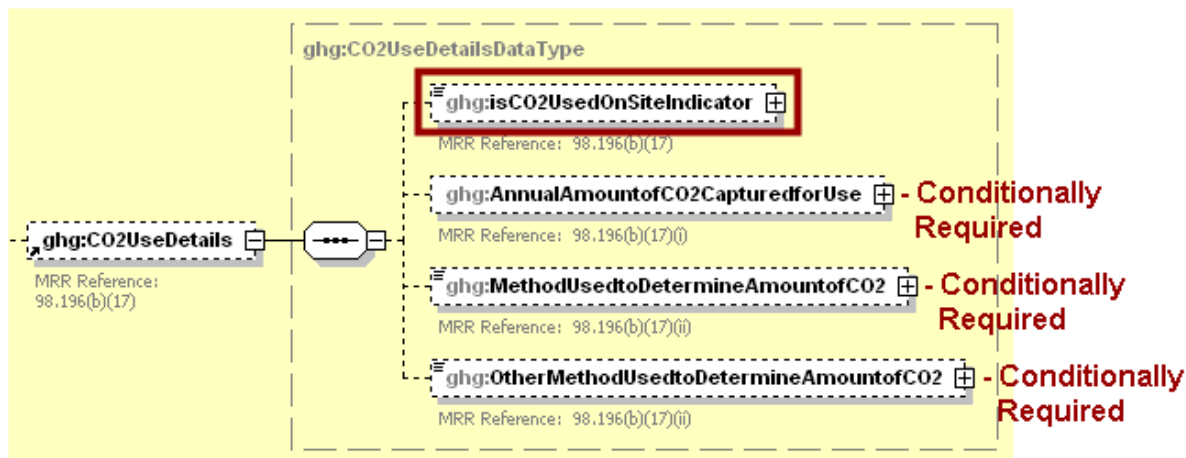 ghg:CO2UseDetailsDataType
ghg:isCO2UsedOnSiteIndicator
MRR Reference: 98.196(b)(17)
ghg:AnnualAmountofCO2CapturedforUse
- Conditionally
Required
MRR Reference: 98.196(b)(17)(i)
ghg:CO2UseDetails
MRR Reference:
98.196(b)(17)
ghg:MethodUsedtoDetermineAmountofCO2
- Conditionally
Required
MRR Reference: 98.196(b)(17)(ii)
ghg:OtherMethodUsedtoDetermineAmountofCO2
- Conditionally
Required
MRR Reference: 98.196(b)(17)(ii)